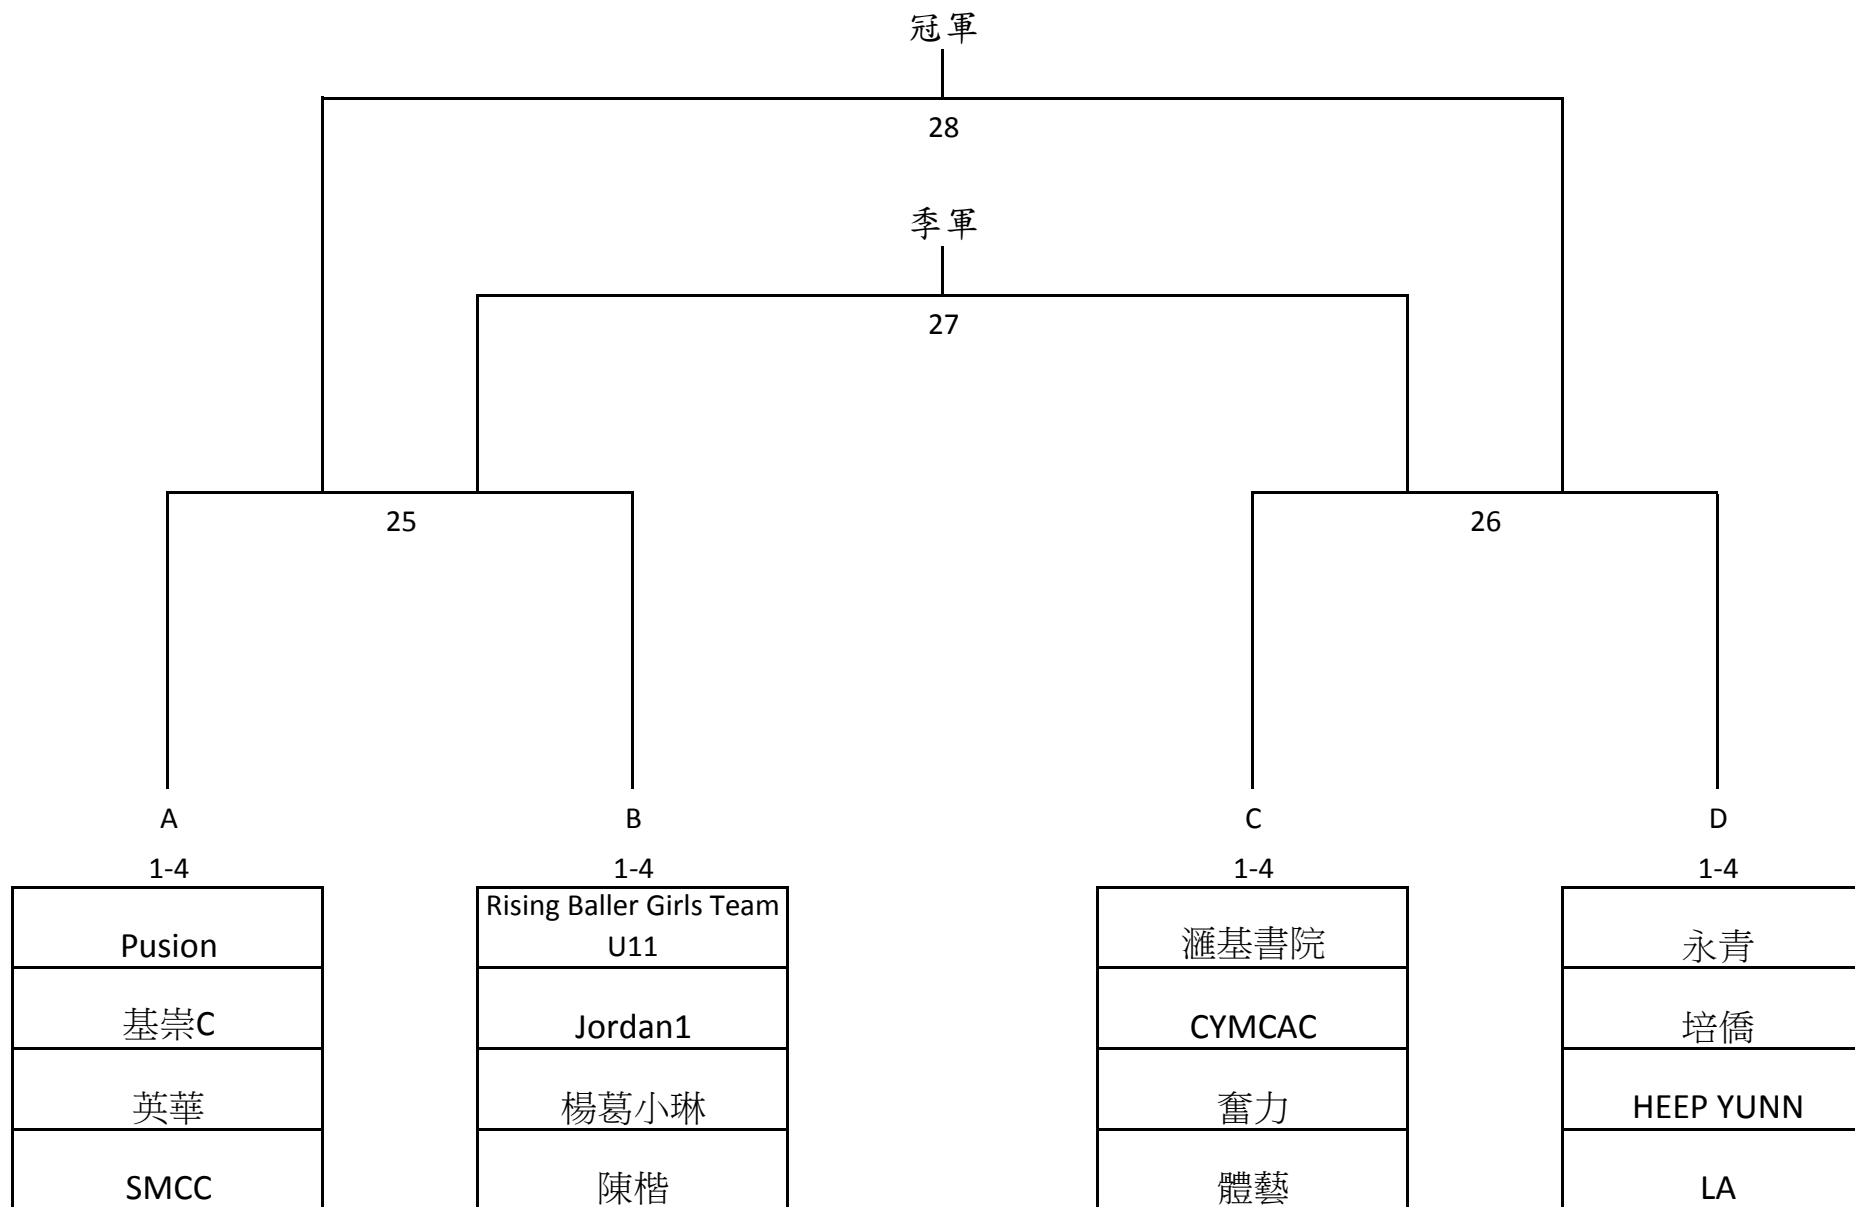 冠軍
28
季軍
27
25
26
A
B
C
D
1-4
1-4
1-4
1-4
Rising Baller Girls Team
Pusion
U11
滙基書院
永青
基崇C
Jordan1
CYMCAC
培僑
英華
楊葛小琳
奮力
HEEP YUNN
SMCC
陳楷
體藝
LA